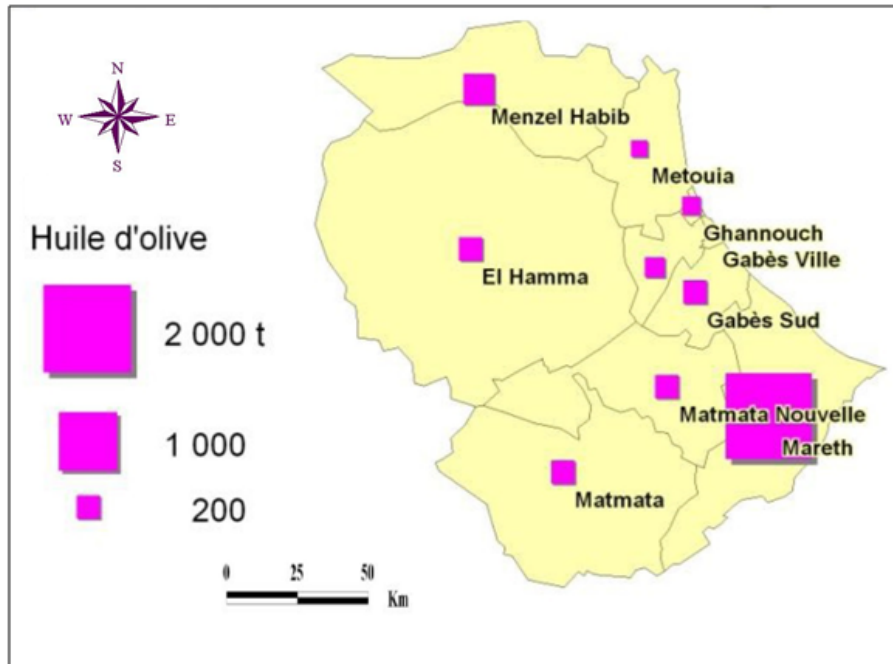 N
W E
S
Huile d'olive
2 000 t
1 000
200
Menzel Habib
Metouia
Ghannouch
Gabès Ville
El Hamma
Gabès Sud
Matmata Nouvelle
Mareth
Matmata
0 25 50
Km